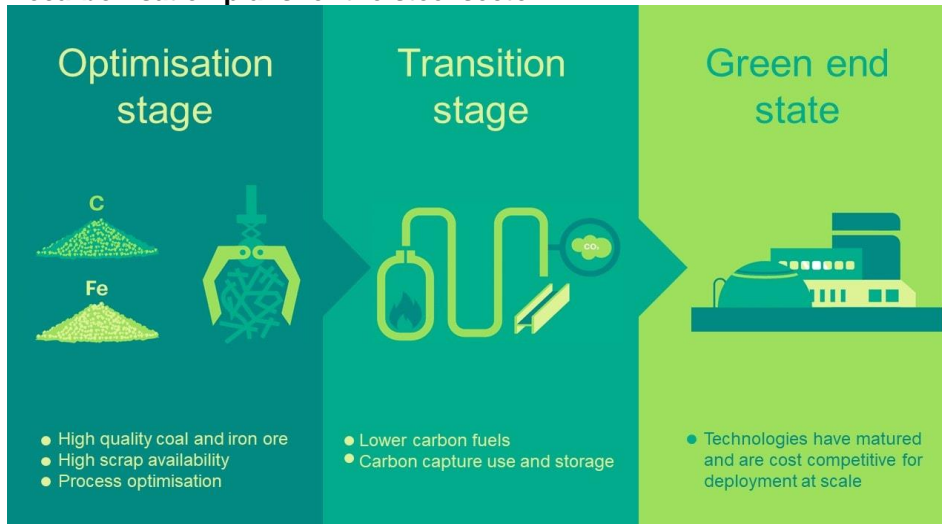 Optimisation
stage
Transition
stage
Green end
state
C
Fe
CO₂
High quality coal and iron ore
High scrap availability
Process optimisation
Lower carbon fuels
Carbon capture use and storage
Technologies have matured
and are cost competitive for
deployment at scale